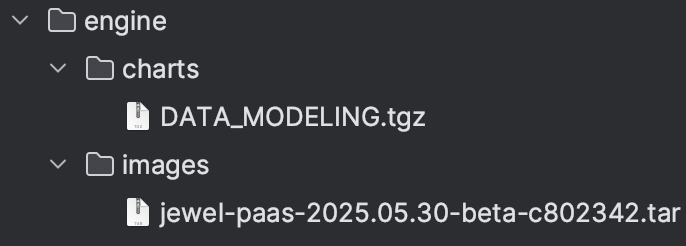 engine
charts
DATA_MODELING.tgz
images
jewel-paas-2025.05.30-beta-c802342.tar